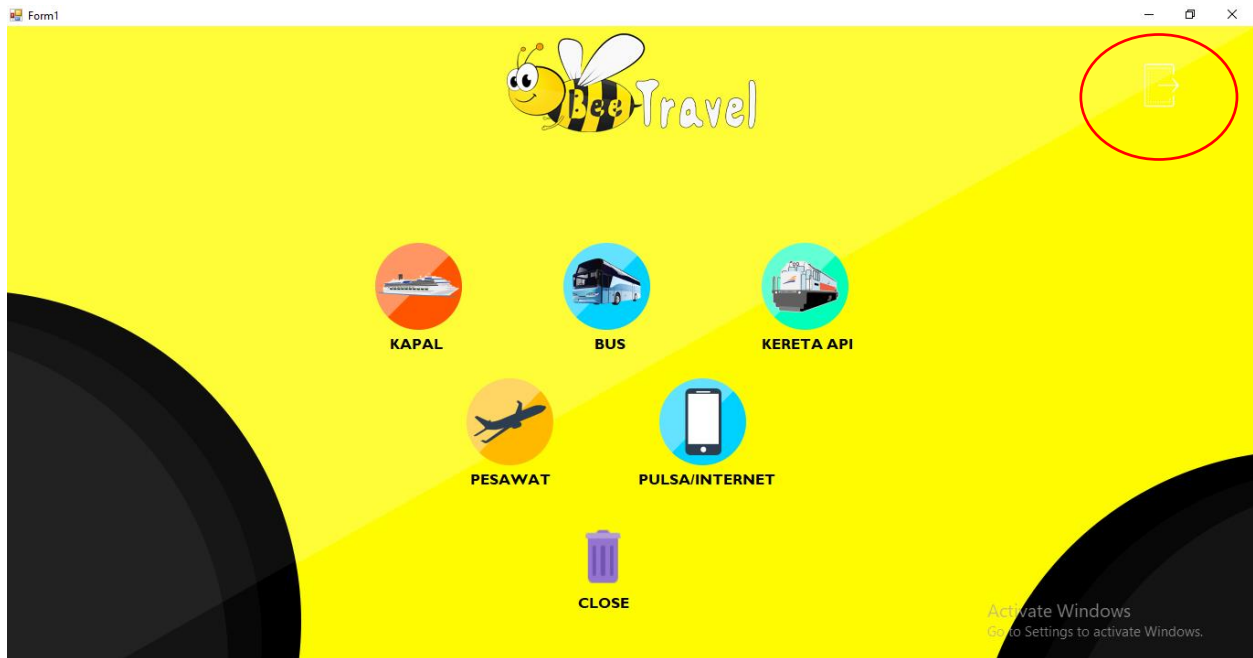 Form1
Bee Travel
KAPAL
BUS
KERETA API
PESAWAT
PULSA/INTERNET
CLOSE
Activate Windows
Go to Settings to activate Windows.